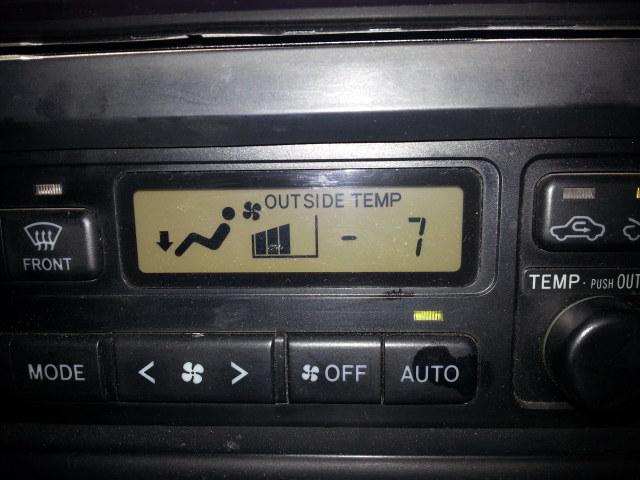 OUTSIDE TEMP
- 7
FRONT
TEMP · PUSH OUT
MODE < > OFF AUTO